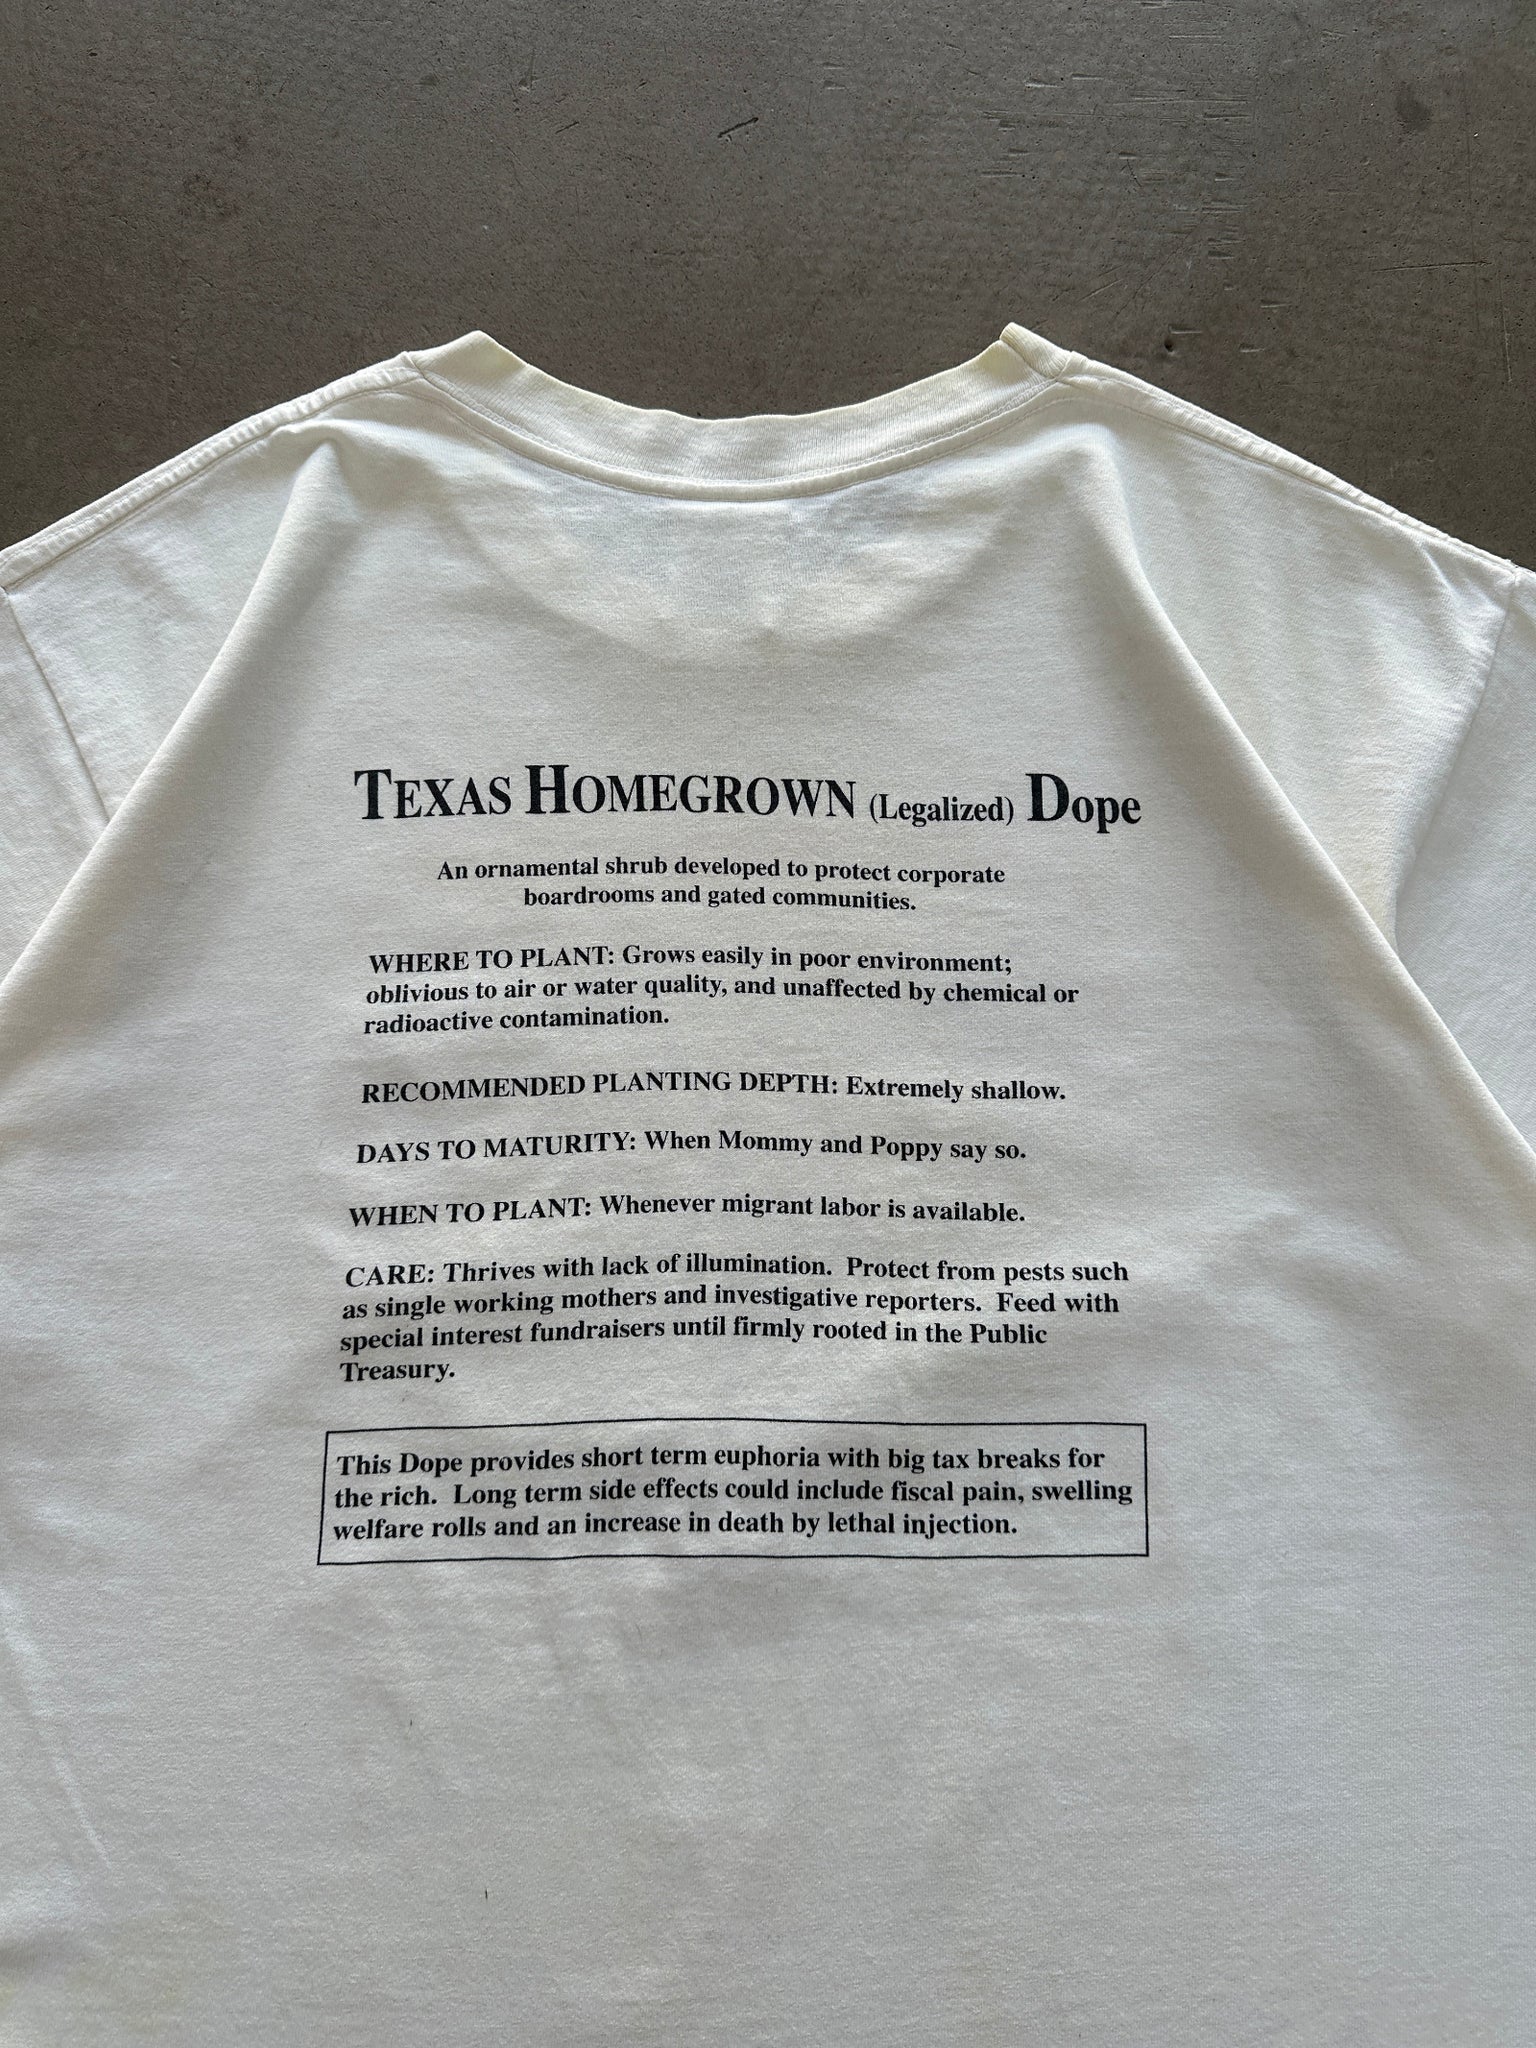 TEXAS HOMEGROWN (Legalized) Dope
An ornamental shrub developed to protect corporate
boardrooms and gated communities.
WHERE TO PLANT: Grows easily in poor environment;
oblivious to air or water quality, and unaffected by chemical or
radioactive contamination.
RECOMMENDED PLANTING DEPTH: Extremely shallow.
DAYS TO MATURITY: When Mommy and Poppy say so.
WHEN TO PLANT: Whenever migrant labor is available.
CARE: Thrives with lack of illumination. Protect from pests such
as single working mothers and investigative reporters. Feed with
special interest fundraisers until firmly rooted in the Public
Treasury.
This Dope provides short term euphoria with big tax breaks for
the rich. Long term side effects could include fiscal pain, swelling
welfare rolls and an increase in death by lethal injection.